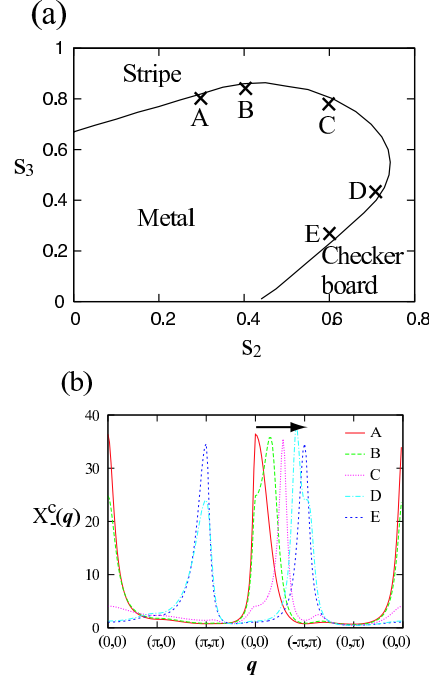 (a)
1
0.8
0.6
0.4
0.2
0
S3
Stripe
A
B
C
D
E
Metal
Checker
board
0
0.2
0.4
0.6
0.8
S2
(b)
40
30
20
10
0
X^c_-(q)
A
B
C
D
E
(0,0) (π,0) (π,π) (0,0) (-π,π) (0,π) (0,0)
q